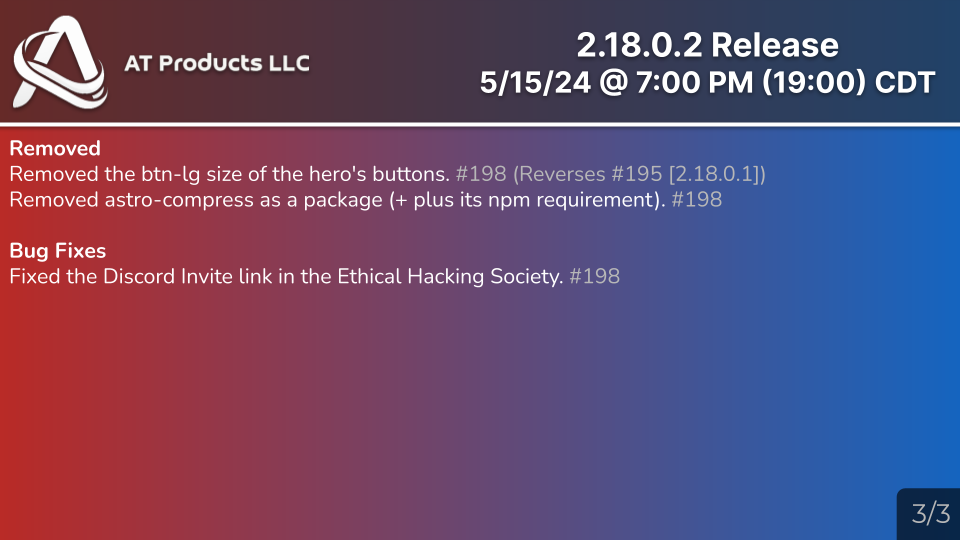 AT Products LLC
2.18.0.2 Release
5/15/24 @ 7:00 PM (19:00) CDT
Removed
Removed the btn-lg size of the hero's buttons. #198 (Reverses #195 [2.18.0.1])
Removed astro-compress as a package (+ plus its npm requirement). #198
Bug Fixes
Fixed the Discord Invite link in the Ethical Hacking Society. #198
3/3